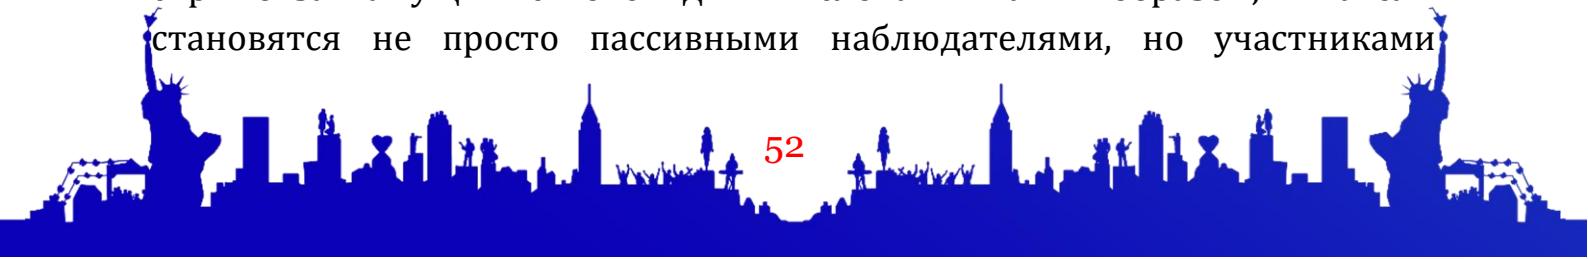 становятся не просто пассивными наблюдателями, но участниками
52